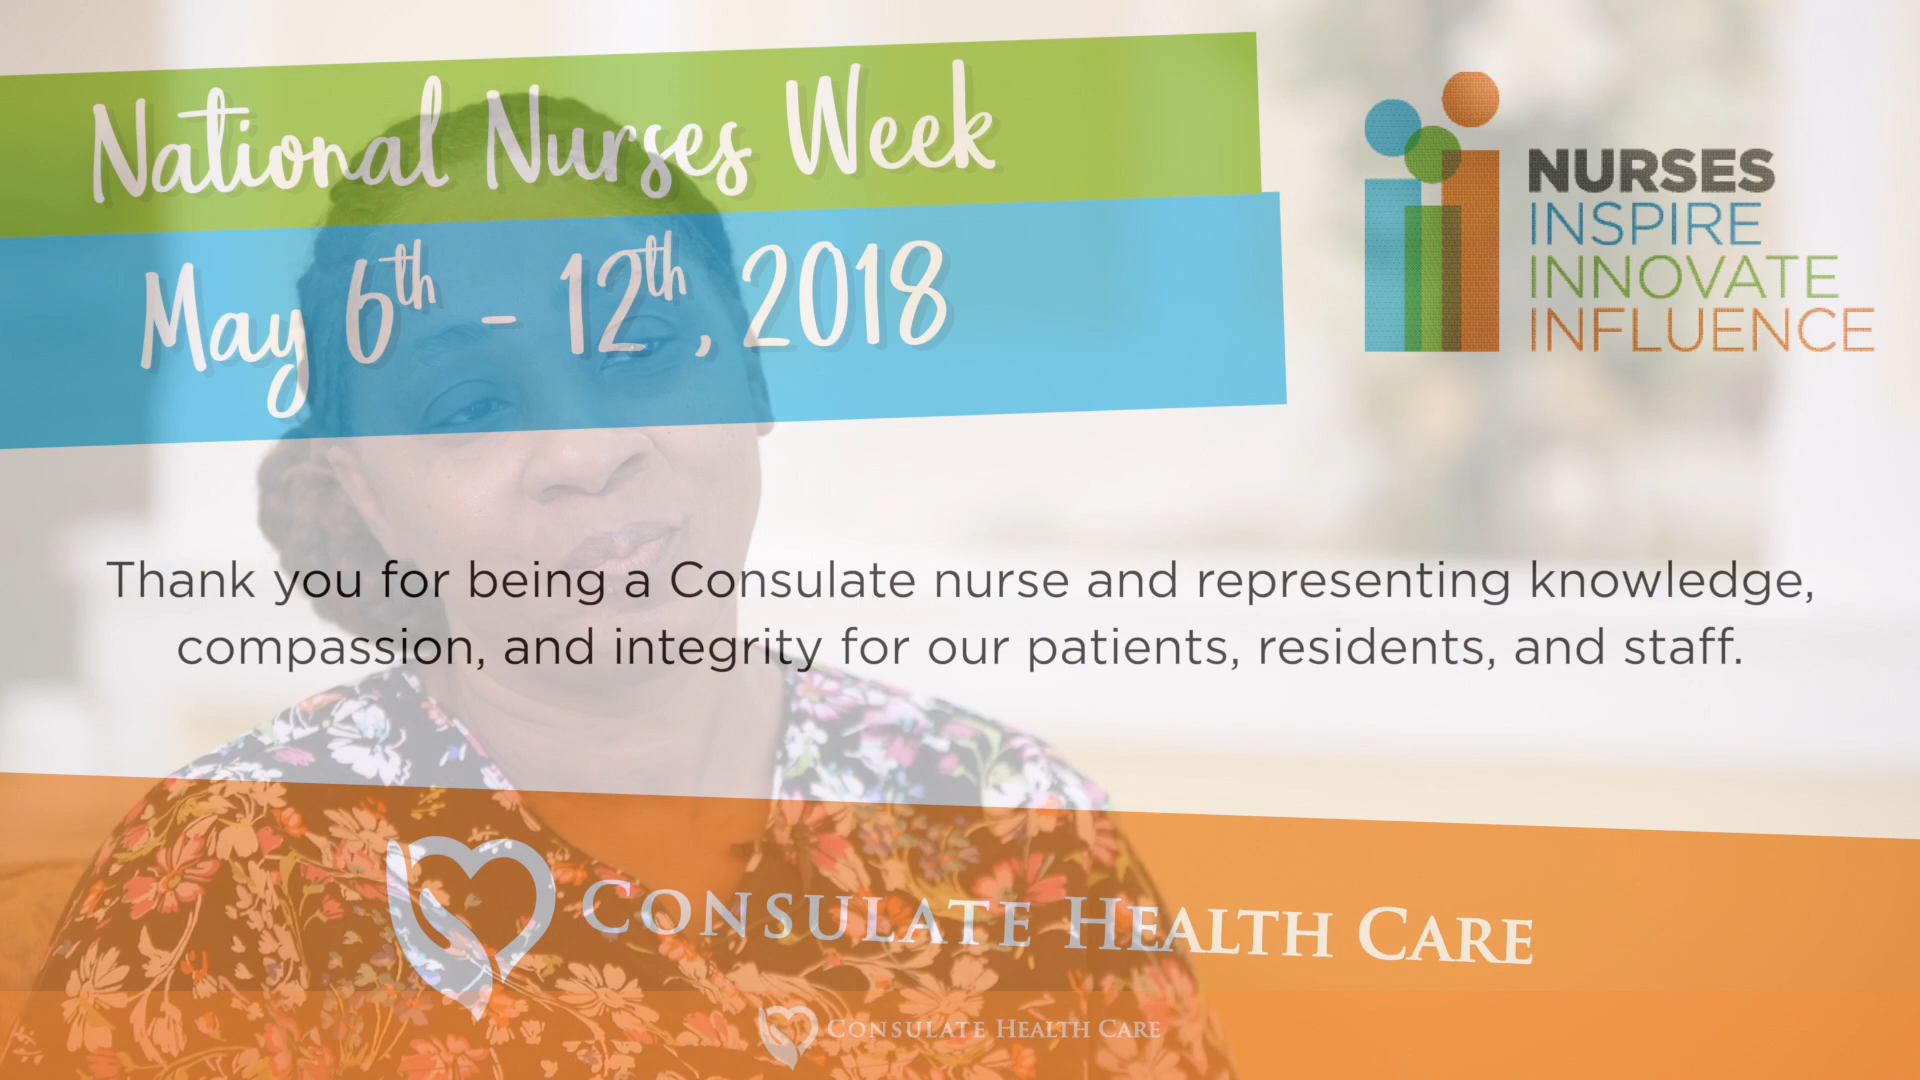 National Nurses Week
May 6th - 12th, 2018
NURSES
INSPIRE
INNOVATE
INFLUENCE
Thank you for being a Consulate nurse and representing knowledge,
compassion, and integrity for our patients, residents, and staff.
CONSULATE HEALTH CARE
CONSULATE HEALTH CARE